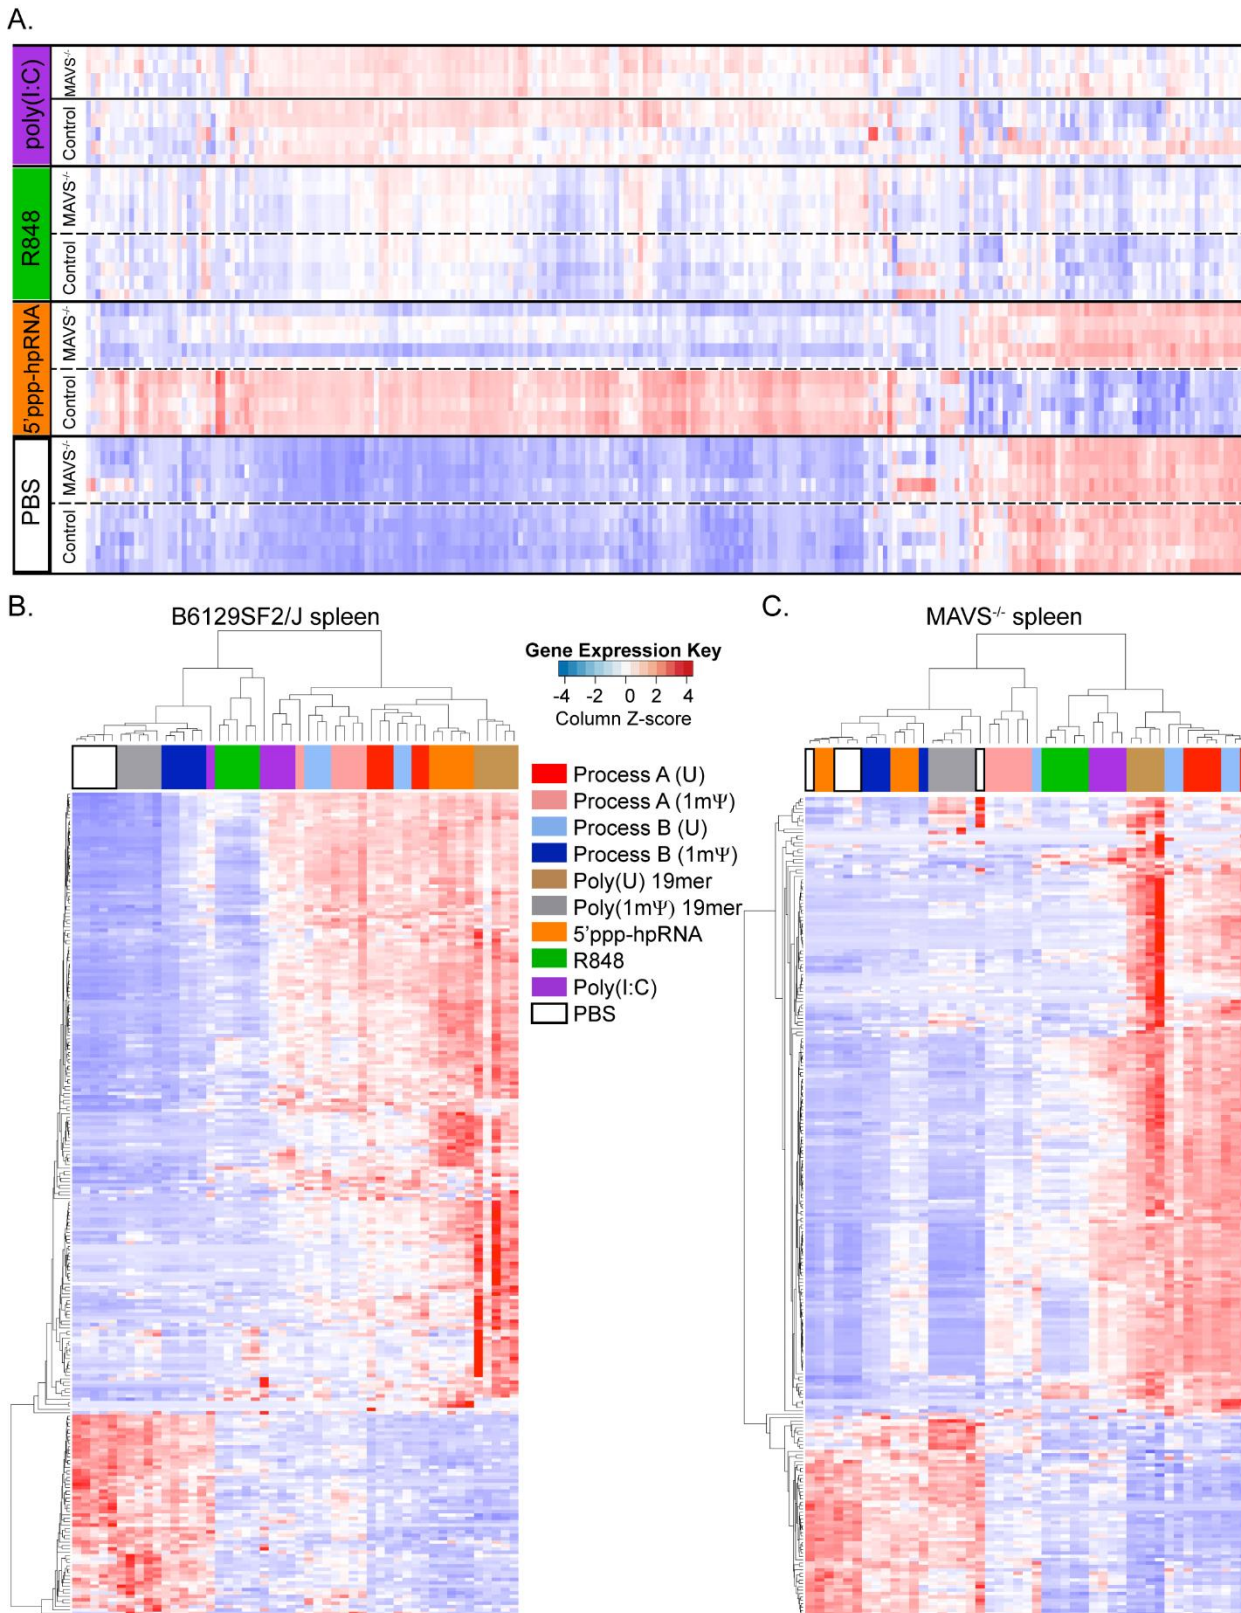 A.
poly(I:C)
MAVS-/-
Control
R848
MAVS-/-
Control
5'ppp-hpRNA
MAVS-/-
Control
PBS
MAVS-/-
Control
B.
B6129SF2/J spleen
Gene Expression Key
-4 -2 0 2 4
Column Z-score
C.
MAVS-/- spleen
Process A (U)
Process A (1mΨ)
Process B (U)
Process B (1mΨ)
Poly(U) 19mer
Poly(1mΨ) 19mer
5'ppp-hpRNA
R848
Poly(I:C)
PBS